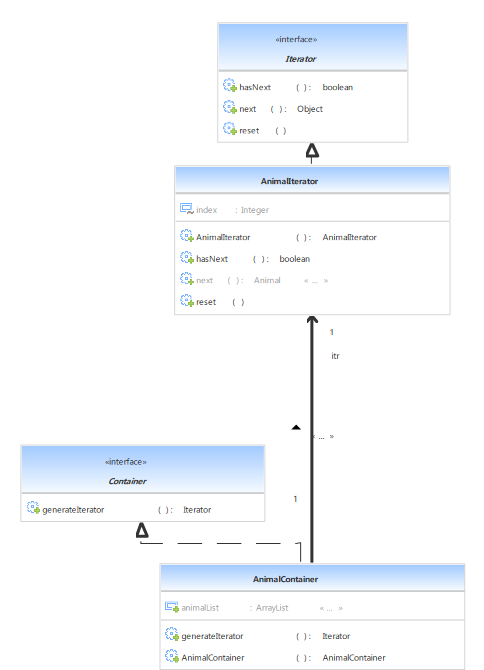 «interface»
Iterator
hasNext ( ): boolean
next ( ): Object
reset ( )
AnimalIterator
index : Integer
AnimalIterator ( ): AnimalIterator
hasNext ( ): boolean
next ( ): Animal « ... »
reset ( )
1
itr
« ... »
«interface»
Container
generateIterator ( ): Iterator
1
AnimalContainer
animalList : ArrayList « ... »
generateIterator ( ): Iterator
AnimalContainer ( ): AnimalContainer